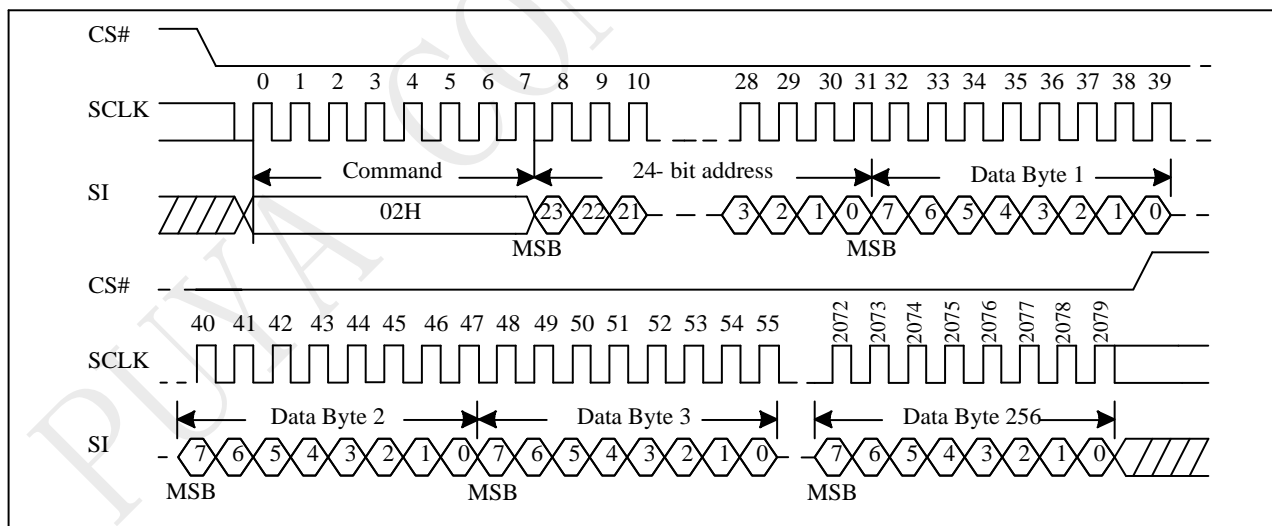 CS#
0 1 2 3 4 5 6 7 8 9 10 28 29 30 31 32 33 34 35 36 37 38 39
SCLK
Command 24- bit address Data Byte 1
SI
02H 23 22 21 3 2 1 0 7 6 5 4 3 2 1 0
MSB MSB
CS#
40 41 42 43 44 45 46 47 48 49 50 51 52 53 54 55 2072 2073 2074 2075 2076 2077 2078 2079
SCLK
Data Byte 2 Data Byte 3 Data Byte 256
SI
7 6 5 4 3 2 1 0 7 6 5 4 3 2 1 0 7 6 5 4 3 2 1 0
MSB MSB MSB